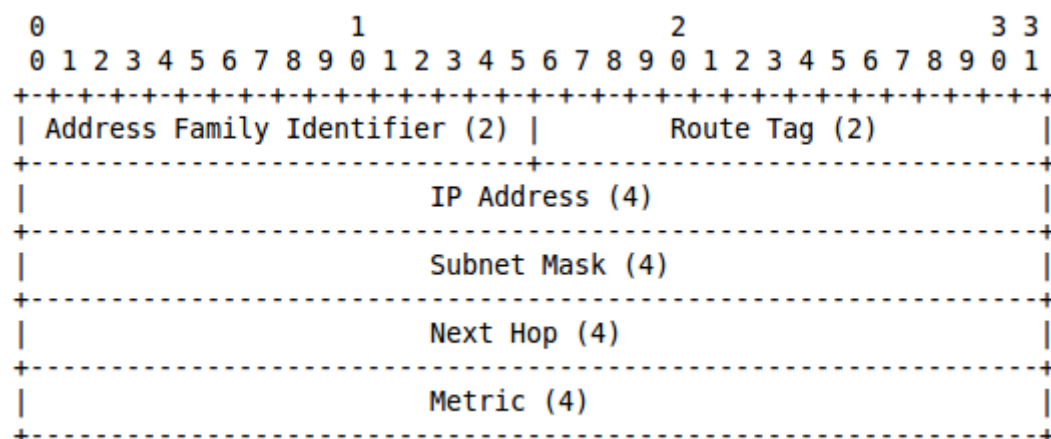 0                   1                   2                   3 3
0 1 2 3 4 5 6 7 8 9 0 1 2 3 4 5 6 7 8 9 0 1 2 3 4 5 6 7 8 9 0 1
+-+-+-+-+-+-+-+-+-+-+-+-+-+-+-+-+-+-+-+-+-+-+-+-+-+-+-+-+-+-+-+-+
| Address Family Identifier (2) |        Route Tag (2)          |
+-------------------------------+-------------------------------+
|                         IP Address (4)                        |
+---------------------------------------------------------------+
|                         Subnet Mask (4)                       |
+---------------------------------------------------------------+
|                         Next Hop (4)                          |
+---------------------------------------------------------------+
|                         Metric (4)                            |
+---------------------------------------------------------------+